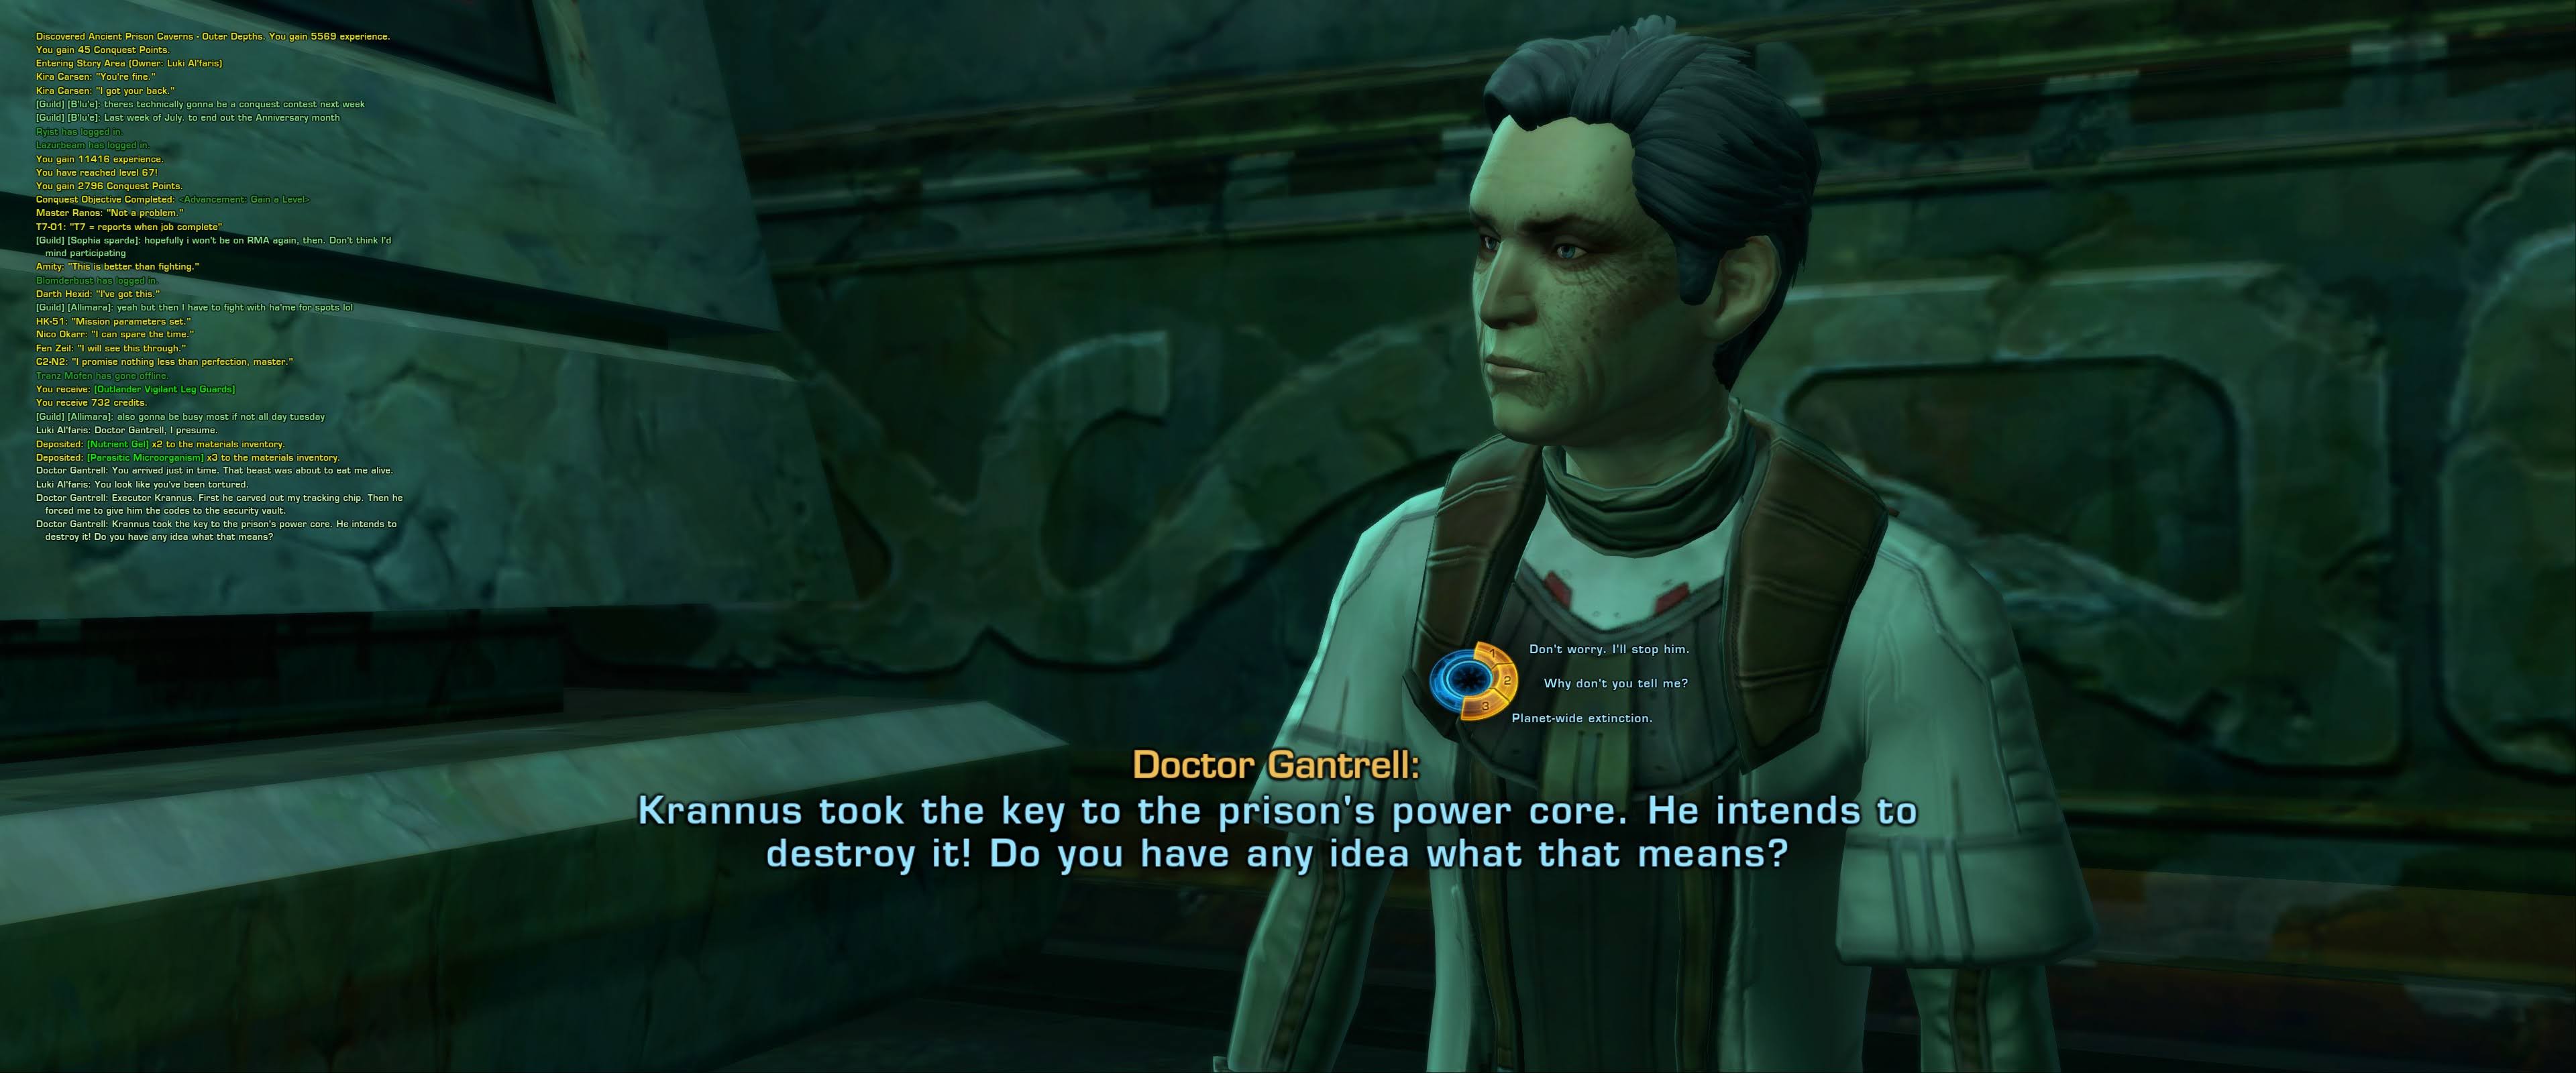 Discovered Ancient Prison Caverns - Outer Depths. You gain 5569 experience.
You gain 45 Conquest Points.
Entering Story Area (Owner: Luki Al'faris)
Kira Carsen: "You're fine."
Kira Carsen: "I got your back."
[Guild] [B'lu'e]: theres technically gonna be a conquest contest next week
[Guild] [B'lu'e]: Last week of July. to end out the Anniversary month
Ryist has logged in.
Lazurbeam has logged in.
You gain 11416 experience.
You have reached level 67!
You gain 2796 Conquest Points.
Conquest Objective Completed: <Advancement: Gain a Level>
Master Ranos: "Not a problem."
T7-O1: "T7 = reports when job complete"
[Guild] [Sophia sparda]: hopefully i won't be on RMA again, then. Don't think I'd
mind participating
Amity: "This is better than fighting."
Blomderbust has logged in.
Darth Hexid: "I've got this."
[Guild] [Allimara]: yeah but then I have to fight with ha'me for spots lol
HK-51: "Mission parameters set."
Nico Okarr: "I can spare the time."
Fen Zeil: "I will see this through."
C2-N2: "I promise nothing less than perfection, master."
Tranz Mofen has gone offline.
You receive: [Outlander Vigilant Leg Guards]
You receive 732 credits.
[Guild] [Allimara]: also gonna be busy most if not all day tuesday
Luki Al'faris: Doctor Gantrell, I presume.
Deposited: [Nutrient Gel] x2 to the materials inventory.
Deposited: [Parasitic Microorganism] x3 to the materials inventory.
Doctor Gantrell: You arrived just in time. That beast was about to eat me alive.
Luki Al'faris: You look like you've been tortured.
Doctor Gantrell: Executor Krannus. First he carved out my tracking chip. Then he
forced me to give him the codes to the security vault.
Doctor Gantrell: Krannus took the key to the prison's power core. He intends to
destroy it! Do you have any idea what that means?
1 Don't worry. I'll stop him.
2 Why don't you tell me?
3 Planet-wide extinction.
Doctor Gantrell:
Krannus took the key to the prison's power core. He intends to
destroy it! Do you have any idea what that means?